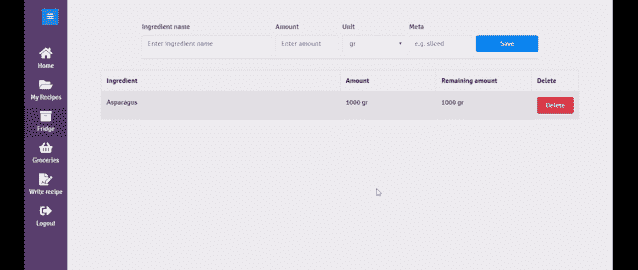 Ingredient name Amount Unit Meta
Enter ingredient name Enter amount gr e.g. sliced Save
Home
My Recipes
Fridge
Groceries
Write recipe
Logout
Ingredient Amount Remaining amount Delete
Asparagus 1000 gr 1000 gr Delete